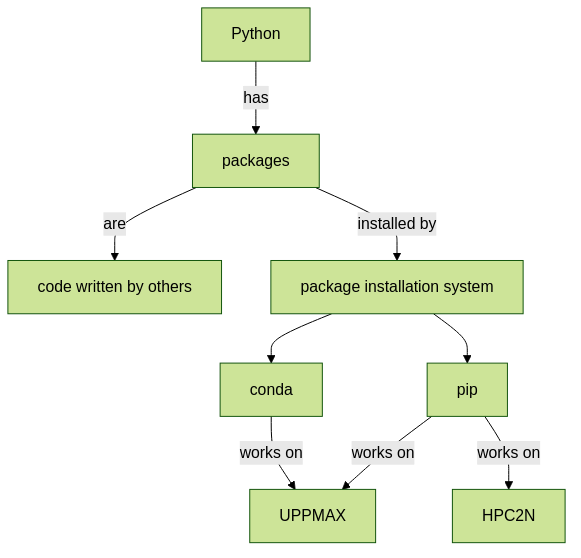 Python
has
packages
are
installed by
code written by others
package installation system
conda
pip
works on
works on
works on
UPPMAX
HPC2N